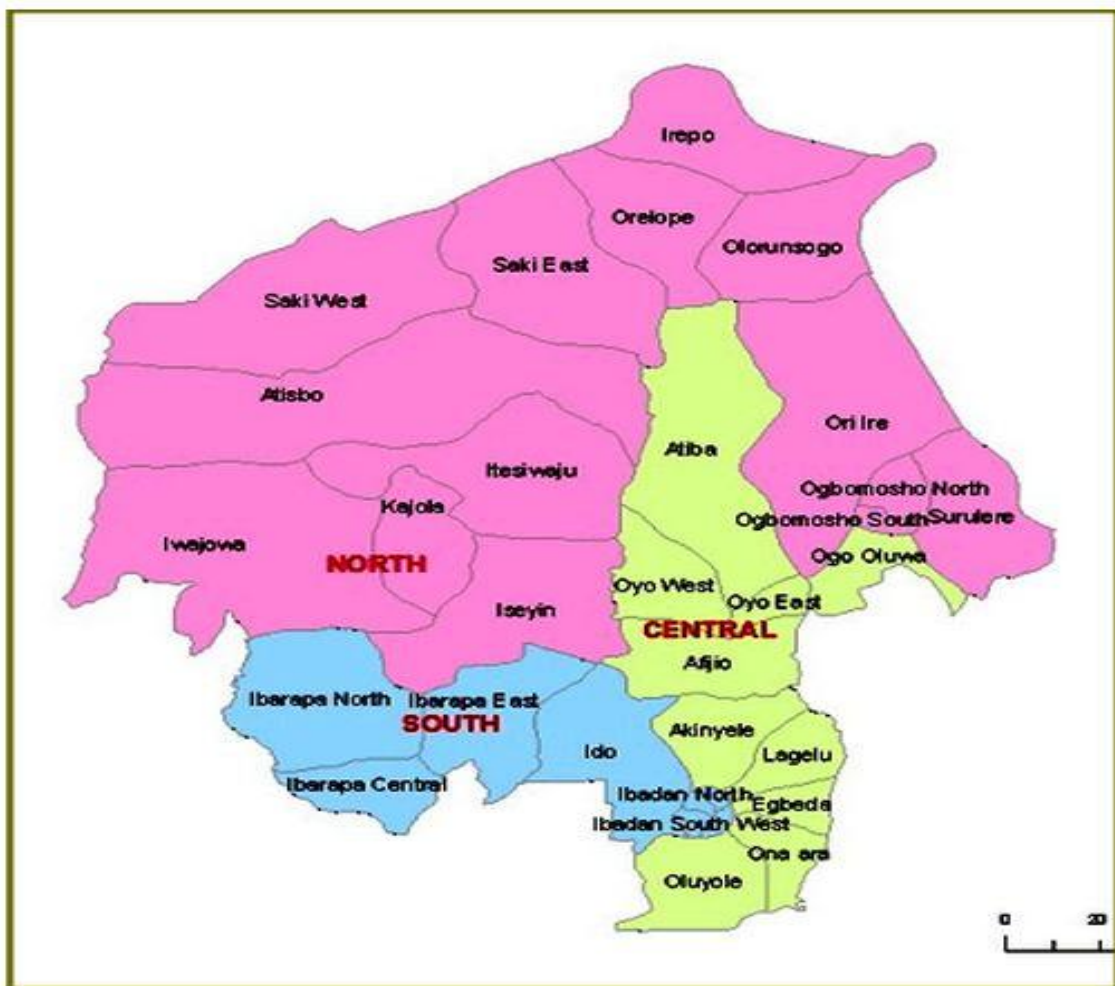 Irepo
Orelope
Olorunsogo
Saki East
Saki West
Atisbo
Ori Ire
Atiba
Itesiwaju
Ogbomosho North
Kajola
Ogbomosho South
Surulere
Iwajowa
Ogo Oluwa
NORTH
Oyo West
Oyo East
Iseyin
CENTRAL
Afijio
Ibarapa North
Ibarapa East
SOUTH
Akinyele
Ido
Lagelu
Ibarapa Central
Ibadan North
Egbeda
Ibadan South West
Ona ara
Oluyole
0 20